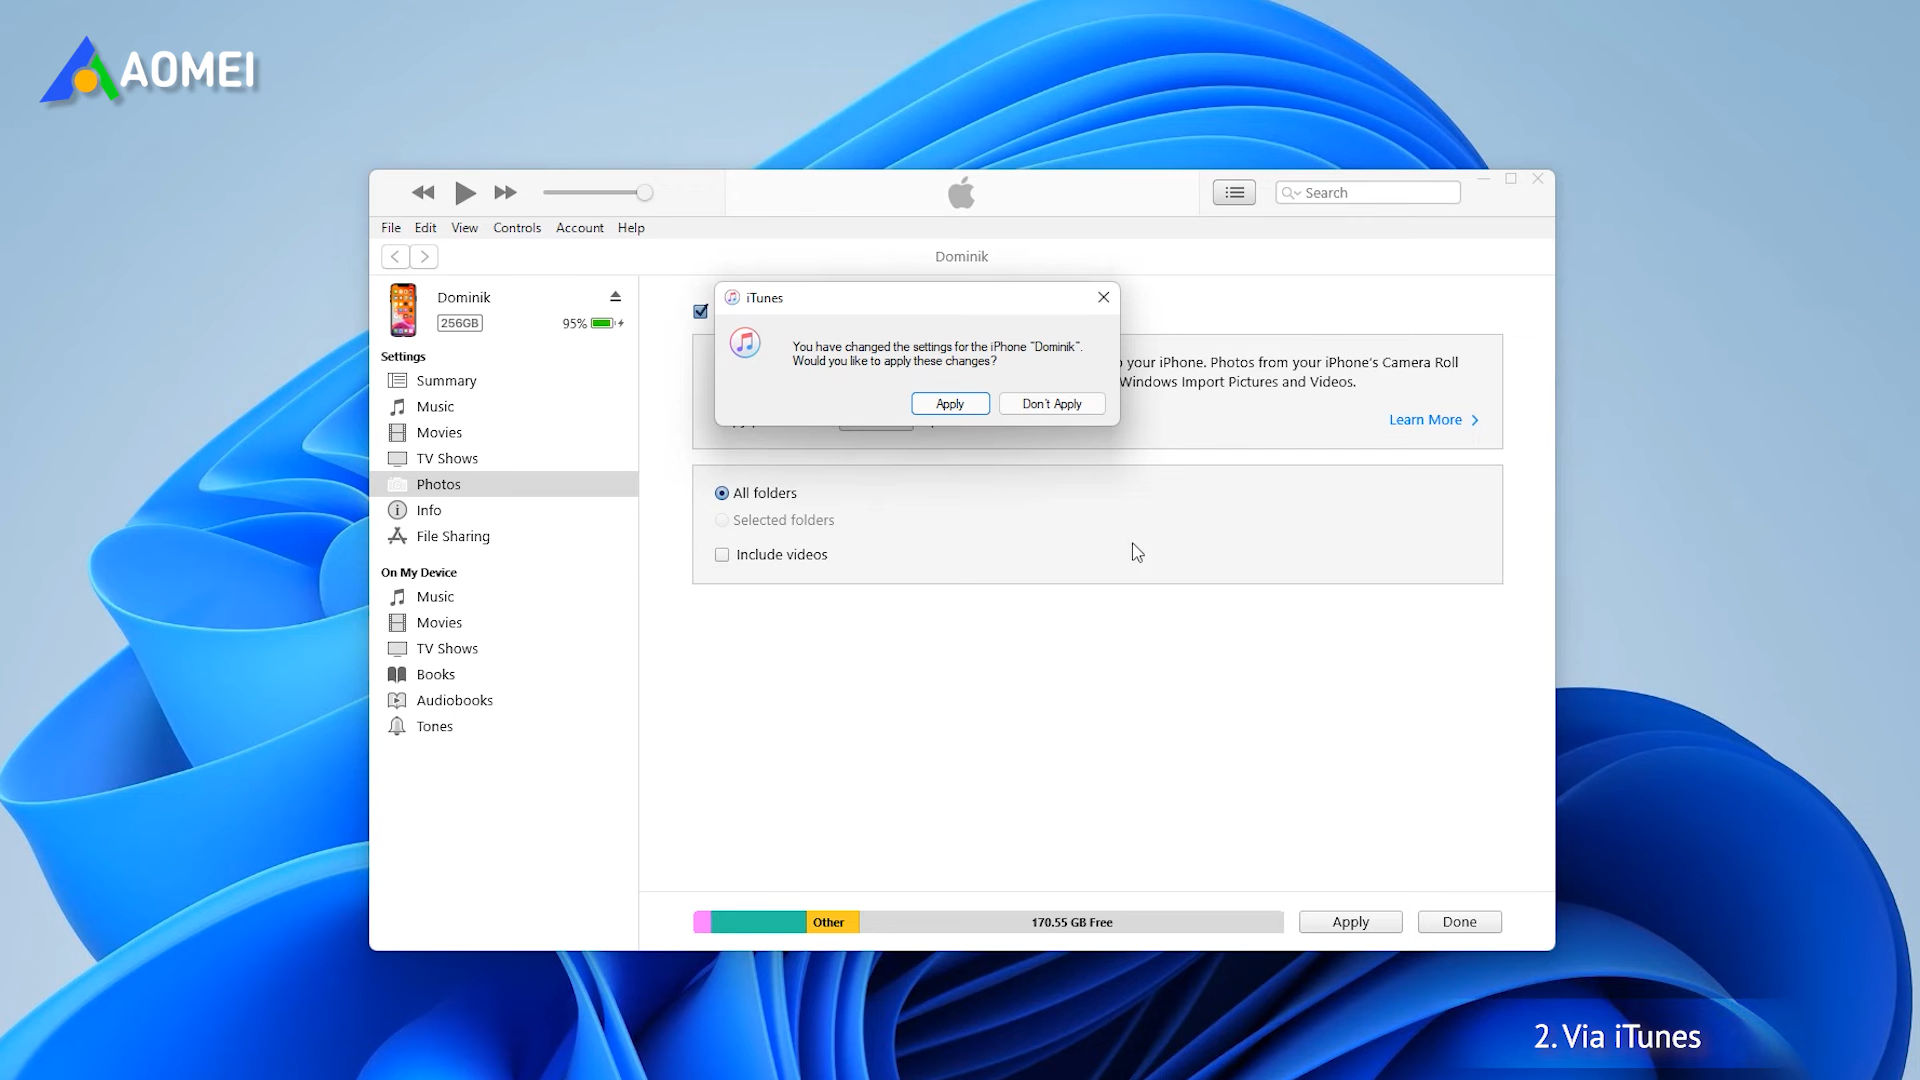 AOMEI
Search
File Edit View Controls Account Help
Dominik
Dominik
256GB 95%
Settings
Summary
Music
Movies
TV Shows
Photos
Info
File Sharing
On My Device
Music
Movies
TV Shows
Books
Audiobooks
Tones
iTunes
You have changed the settings for the iPhone "Dominik".
Would you like to apply these changes?
Apply Don't Apply
your iPhone. Photos from your iPhone's Camera Roll
Windows Import Pictures and Videos.
Learn More
All folders
Selected folders
Include videos
Other 170.55 GB Free Apply Done
2. Via iTunes